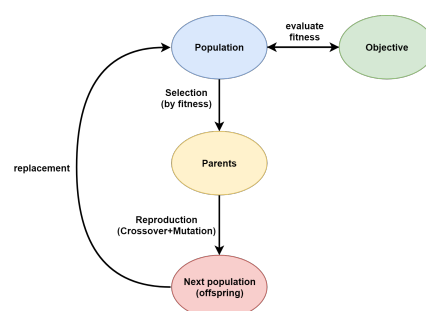 evaluate
fitness
Population
Objective
Selection
(by fitness)
Parents
replacement
Reproduction
(Crossover+Mutation)
Next population
(offspring)